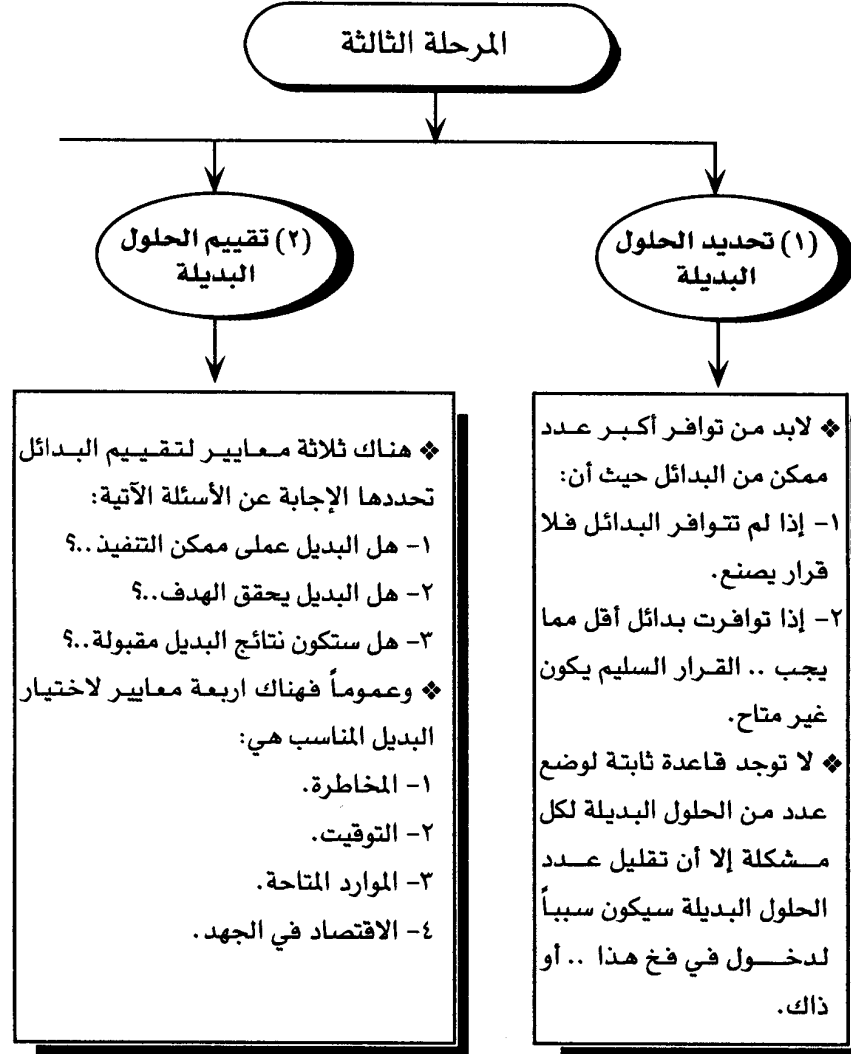 المرحلة الثالثة
(١) تحديد الحلول
البديلة
❖ لابد من توافر أكبر عدد
ممكن من البدائل حيث أن:
١- إذا لم تتوافر البدائل فلا
قرار يصنع.
٢- إذا توافرت بدائل أقل مما
يجب .. القرار السليم يكون
غير متاح.
❖ لا توجد قاعدة ثابتة لوضع
عدد من الحلول البديلة لكل
مشكلة إلا أن تقليل عدد
الحلول البديلة سيكون سبباً
لدخول في فخ هذا .. أو
ذاك.
(٢) تقييم الحلول
البديلة
❖ هناك ثلاثة معايير لتقييم البدائل
تحددها الإجابة عن الأسئلة الآتية:
١- هل البديل عملى ممكن التنفيذ..؟
٢- هل البديل يحقق الهدف..؟
٣- هل ستكون نتائج البديل مقبولة..؟
❖ وعموماً فهناك اربعة معايير لاختيار
البديل المناسب هي:
١- المخاطرة.
٢- التوقيت.
٣- الموارد المتاحة.
٤- الاقتصاد في الجهد.